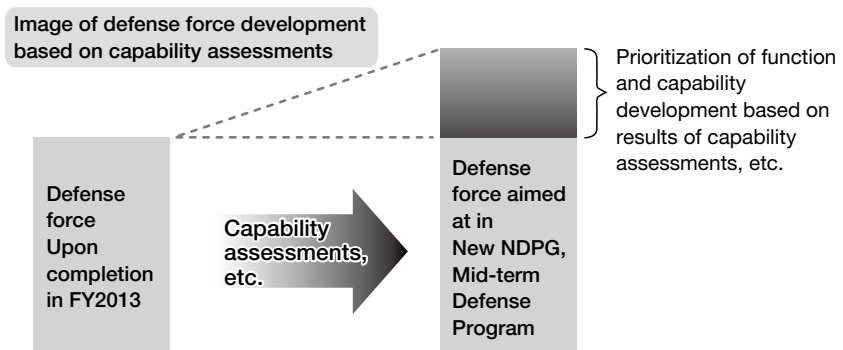 Image of defense force development
based on capability assessments
Defense
force
Upon
completion
in FY2013
Capability
assessments,
etc.
Defense
force aimed
at in
New NDPG,
Mid-term
Defense
Program
Prioritization of function
and capability
development based on
results of capability
assessments, etc.